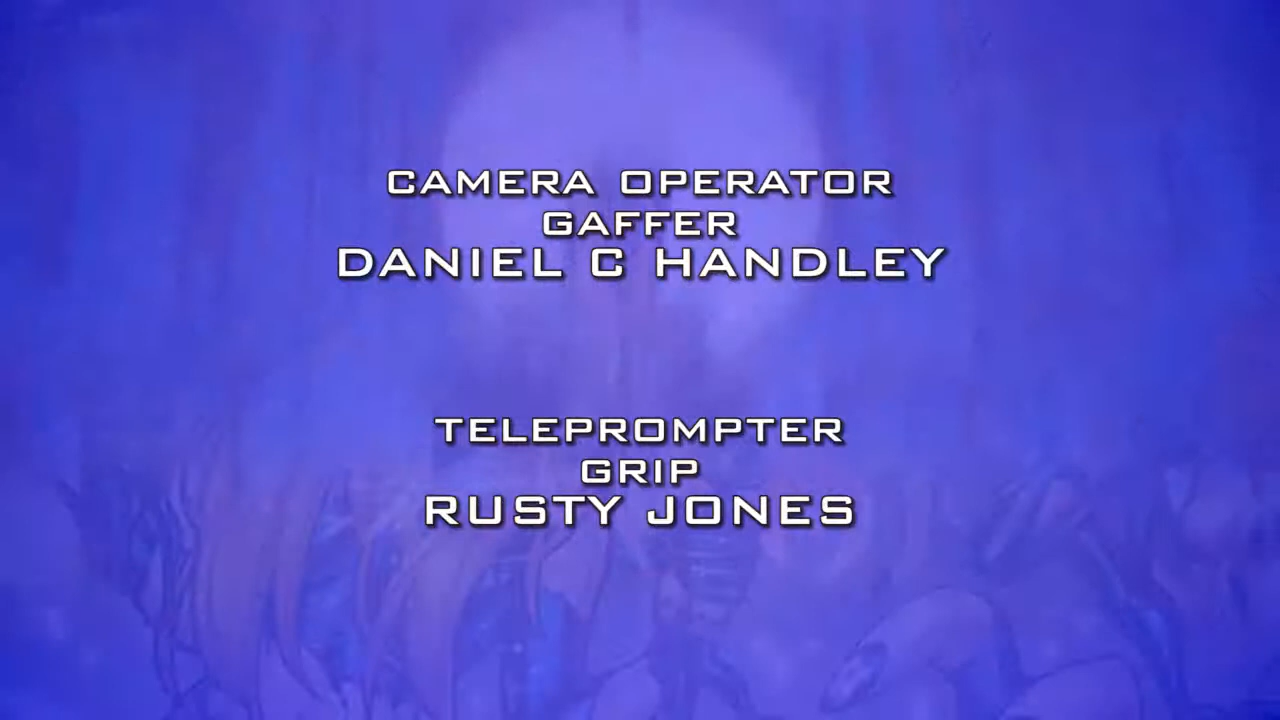 CAMERA OPERATOR
GAFFER
DANIEL C HANDLEY
TELEPROMPTER
GRIP
RUSTY JONES